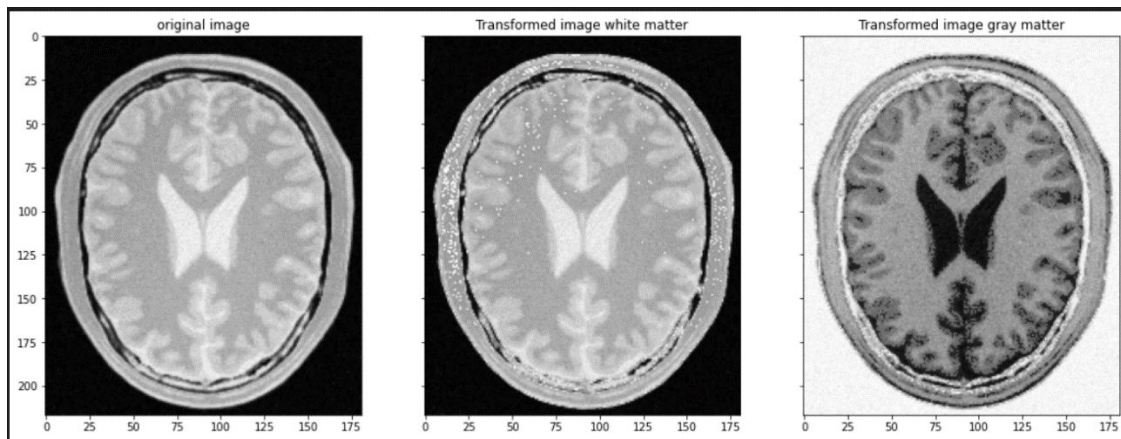 original image
Transformed image white matter
Transformed image gray matter
0
25
50
75
100
125
150
175
200
0 25 50 75 100 125 150 175
0 25 50 75 100 125 150 175
0 25 50 75 100 125 150 175